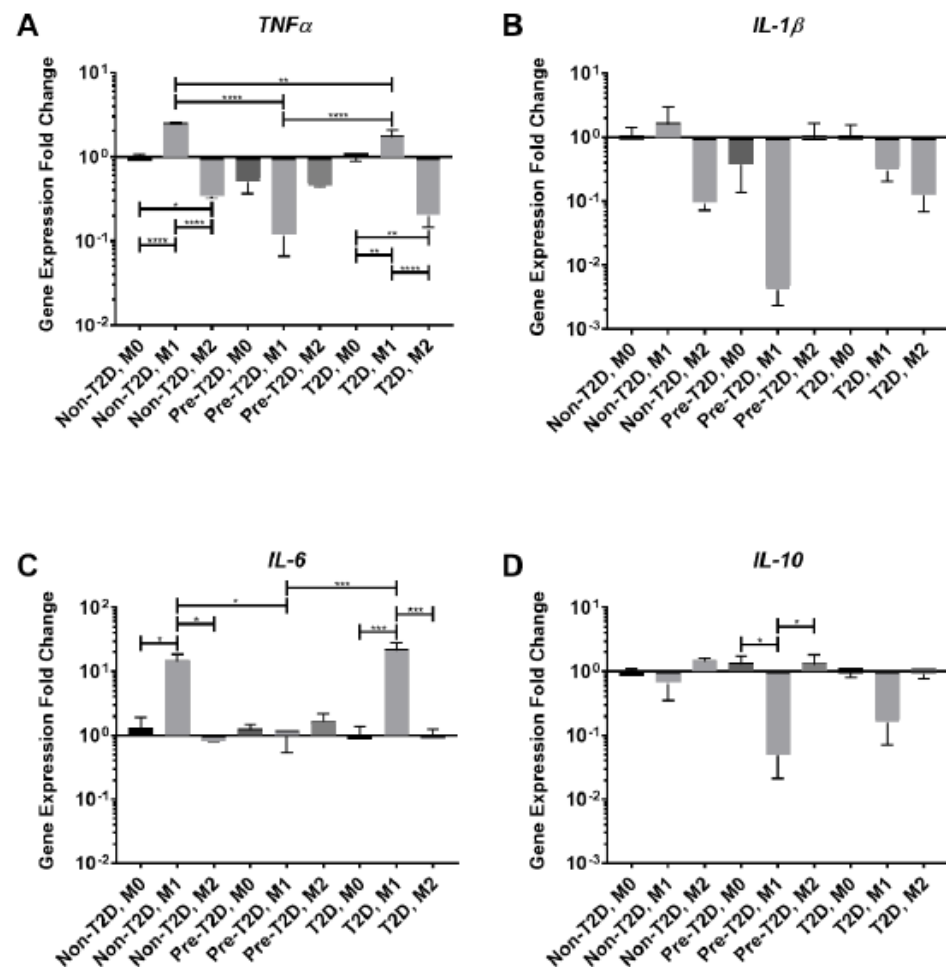 A
TNFα
Gene Expression Fold Change
10¹
10⁰
10⁻¹
10⁻²
**
****
****
*
****
****
**
**
****
Non-T2D, M0
Non-T2D, M1
Non-T2D, M2
Pre-T2D, M0
Pre-T2D, M1
Pre-T2D, M2
T2D, M0
T2D, M1
T2D, M2
B
IL-1β
Gene Expression Fold Change
10¹
10⁰
10⁻¹
10⁻²
10⁻³
Non-T2D, M0
Non-T2D, M1
Non-T2D, M2
Pre-T2D, M0
Pre-T2D, M1
Pre-T2D, M2
T2D, M0
T2D, M1
T2D, M2
C
IL-6
Gene Expression Fold Change
10²
10¹
10⁰
10⁻¹
10⁻²
***
*
***
*
*
***
Non-T2D, M0
Non-T2D, M1
Non-T2D, M2
Pre-T2D, M0
Pre-T2D, M1
Pre-T2D, M2
T2D, M0
T2D, M1
T2D, M2
D
IL-10
Gene Expression Fold Change
10¹
10⁰
10⁻¹
10⁻²
10⁻³
*
*
Non-T2D, M0
Non-T2D, M1
Non-T2D, M2
Pre-T2D, M0
Pre-T2D, M1
Pre-T2D, M2
T2D, M0
T2D, M1
T2D, M2